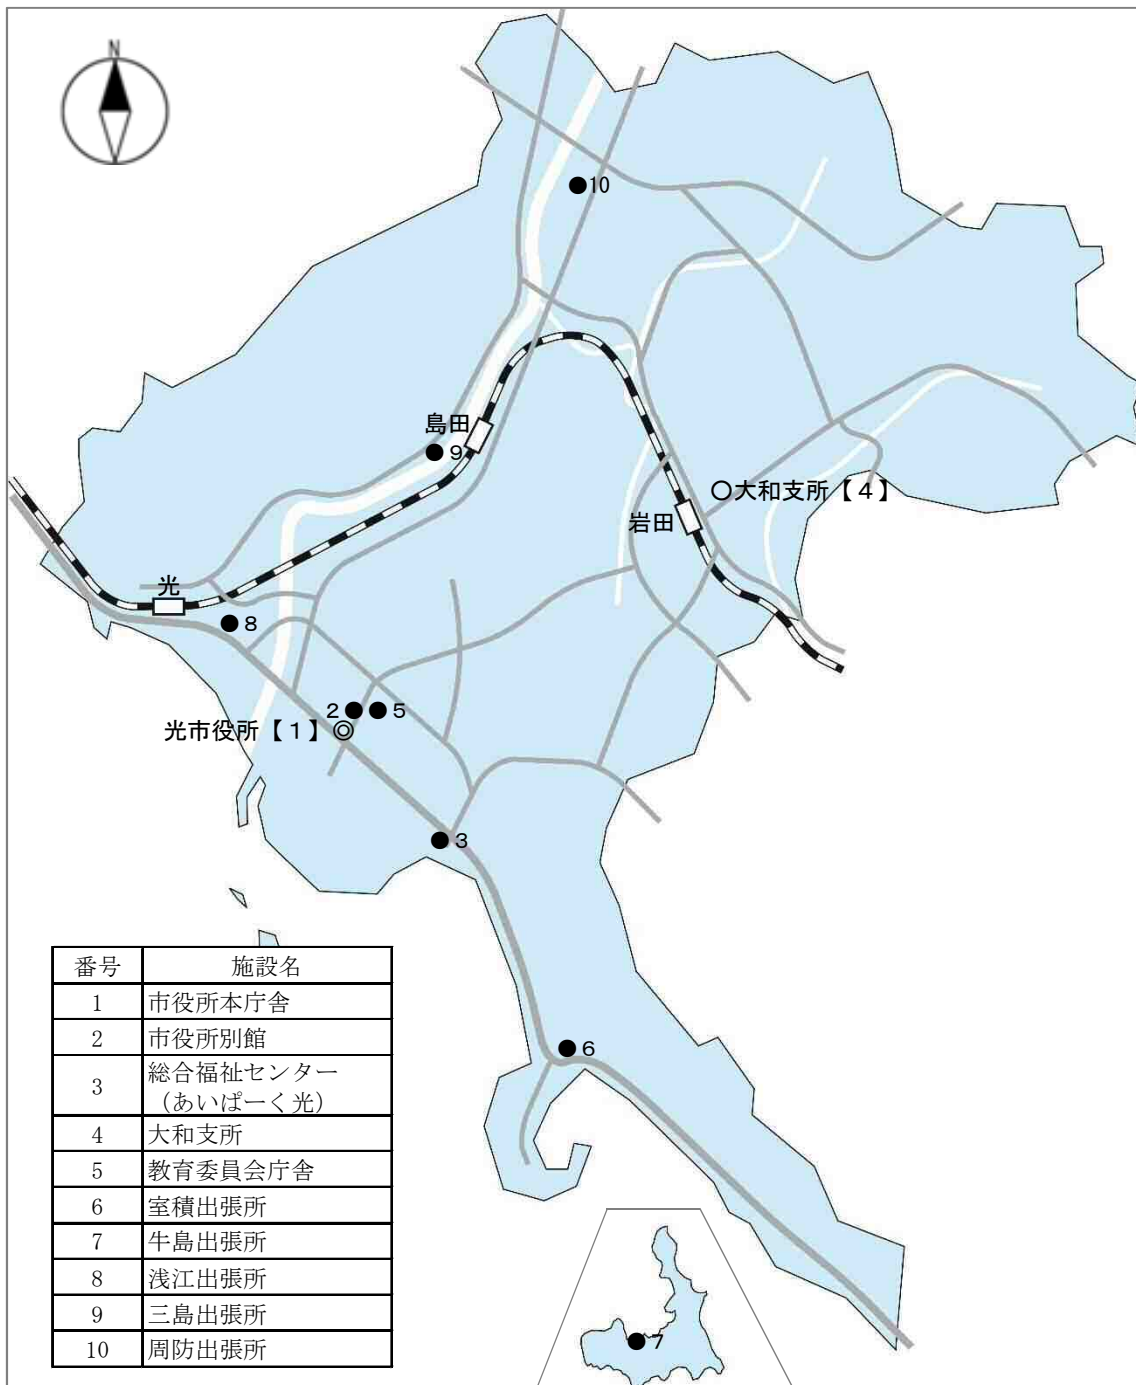 N
10
島田
9
大和支所【４】
岩田
光
8
2
5
光市役所【１】
3
6
7
番号 施設名
1 市役所本庁舎
2 市役所別館
3 総合福祉センター
（あいぱーく光）
4 大和支所
5 教育委員会庁舎
6 室積出張所
7 牛島出張所
8 浅江出張所
9 三島出張所
10 周防出張所